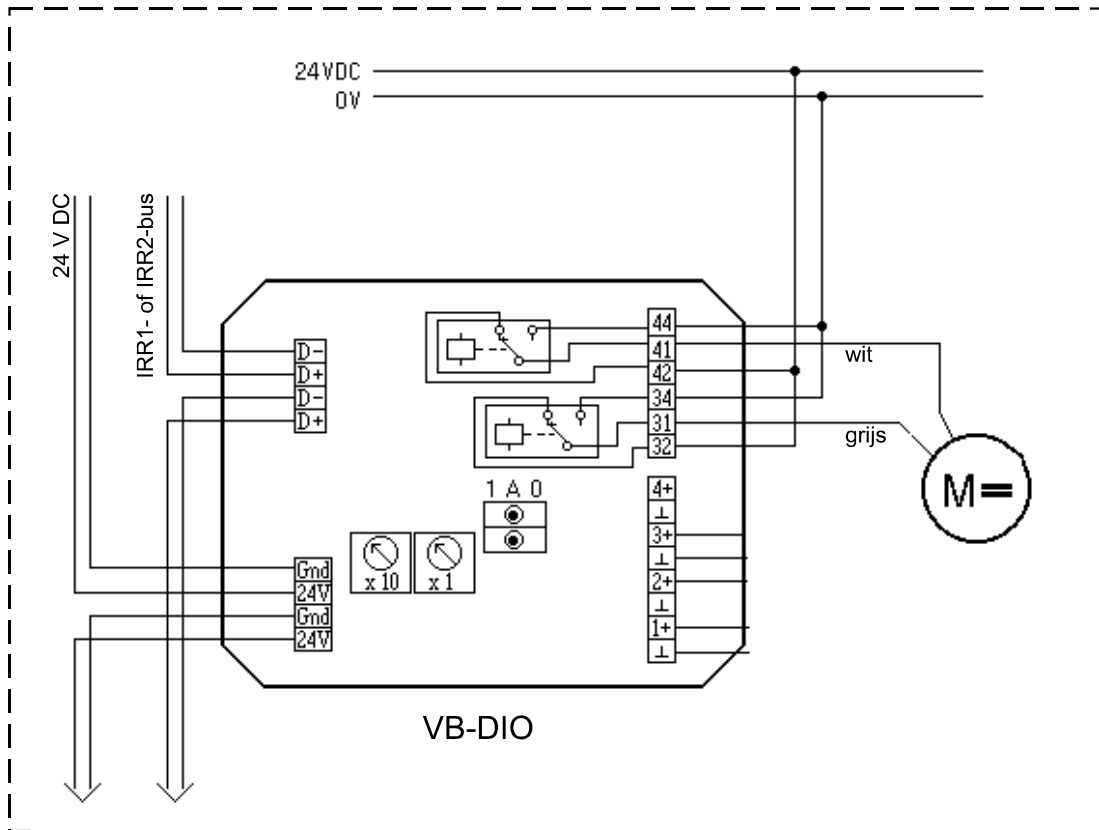 24VDC
0V
24 V DC
IRR1- of IRR2-bus
44
41
42
34
31
32
wit
grijs
D-
D+
D-
D+
M=
1 A 0
4+
⊥
3+
⊥
2+
⊥
1+
⊥
x 10
x 1
Gnd
24V
Gnd
24V
VB-DIO